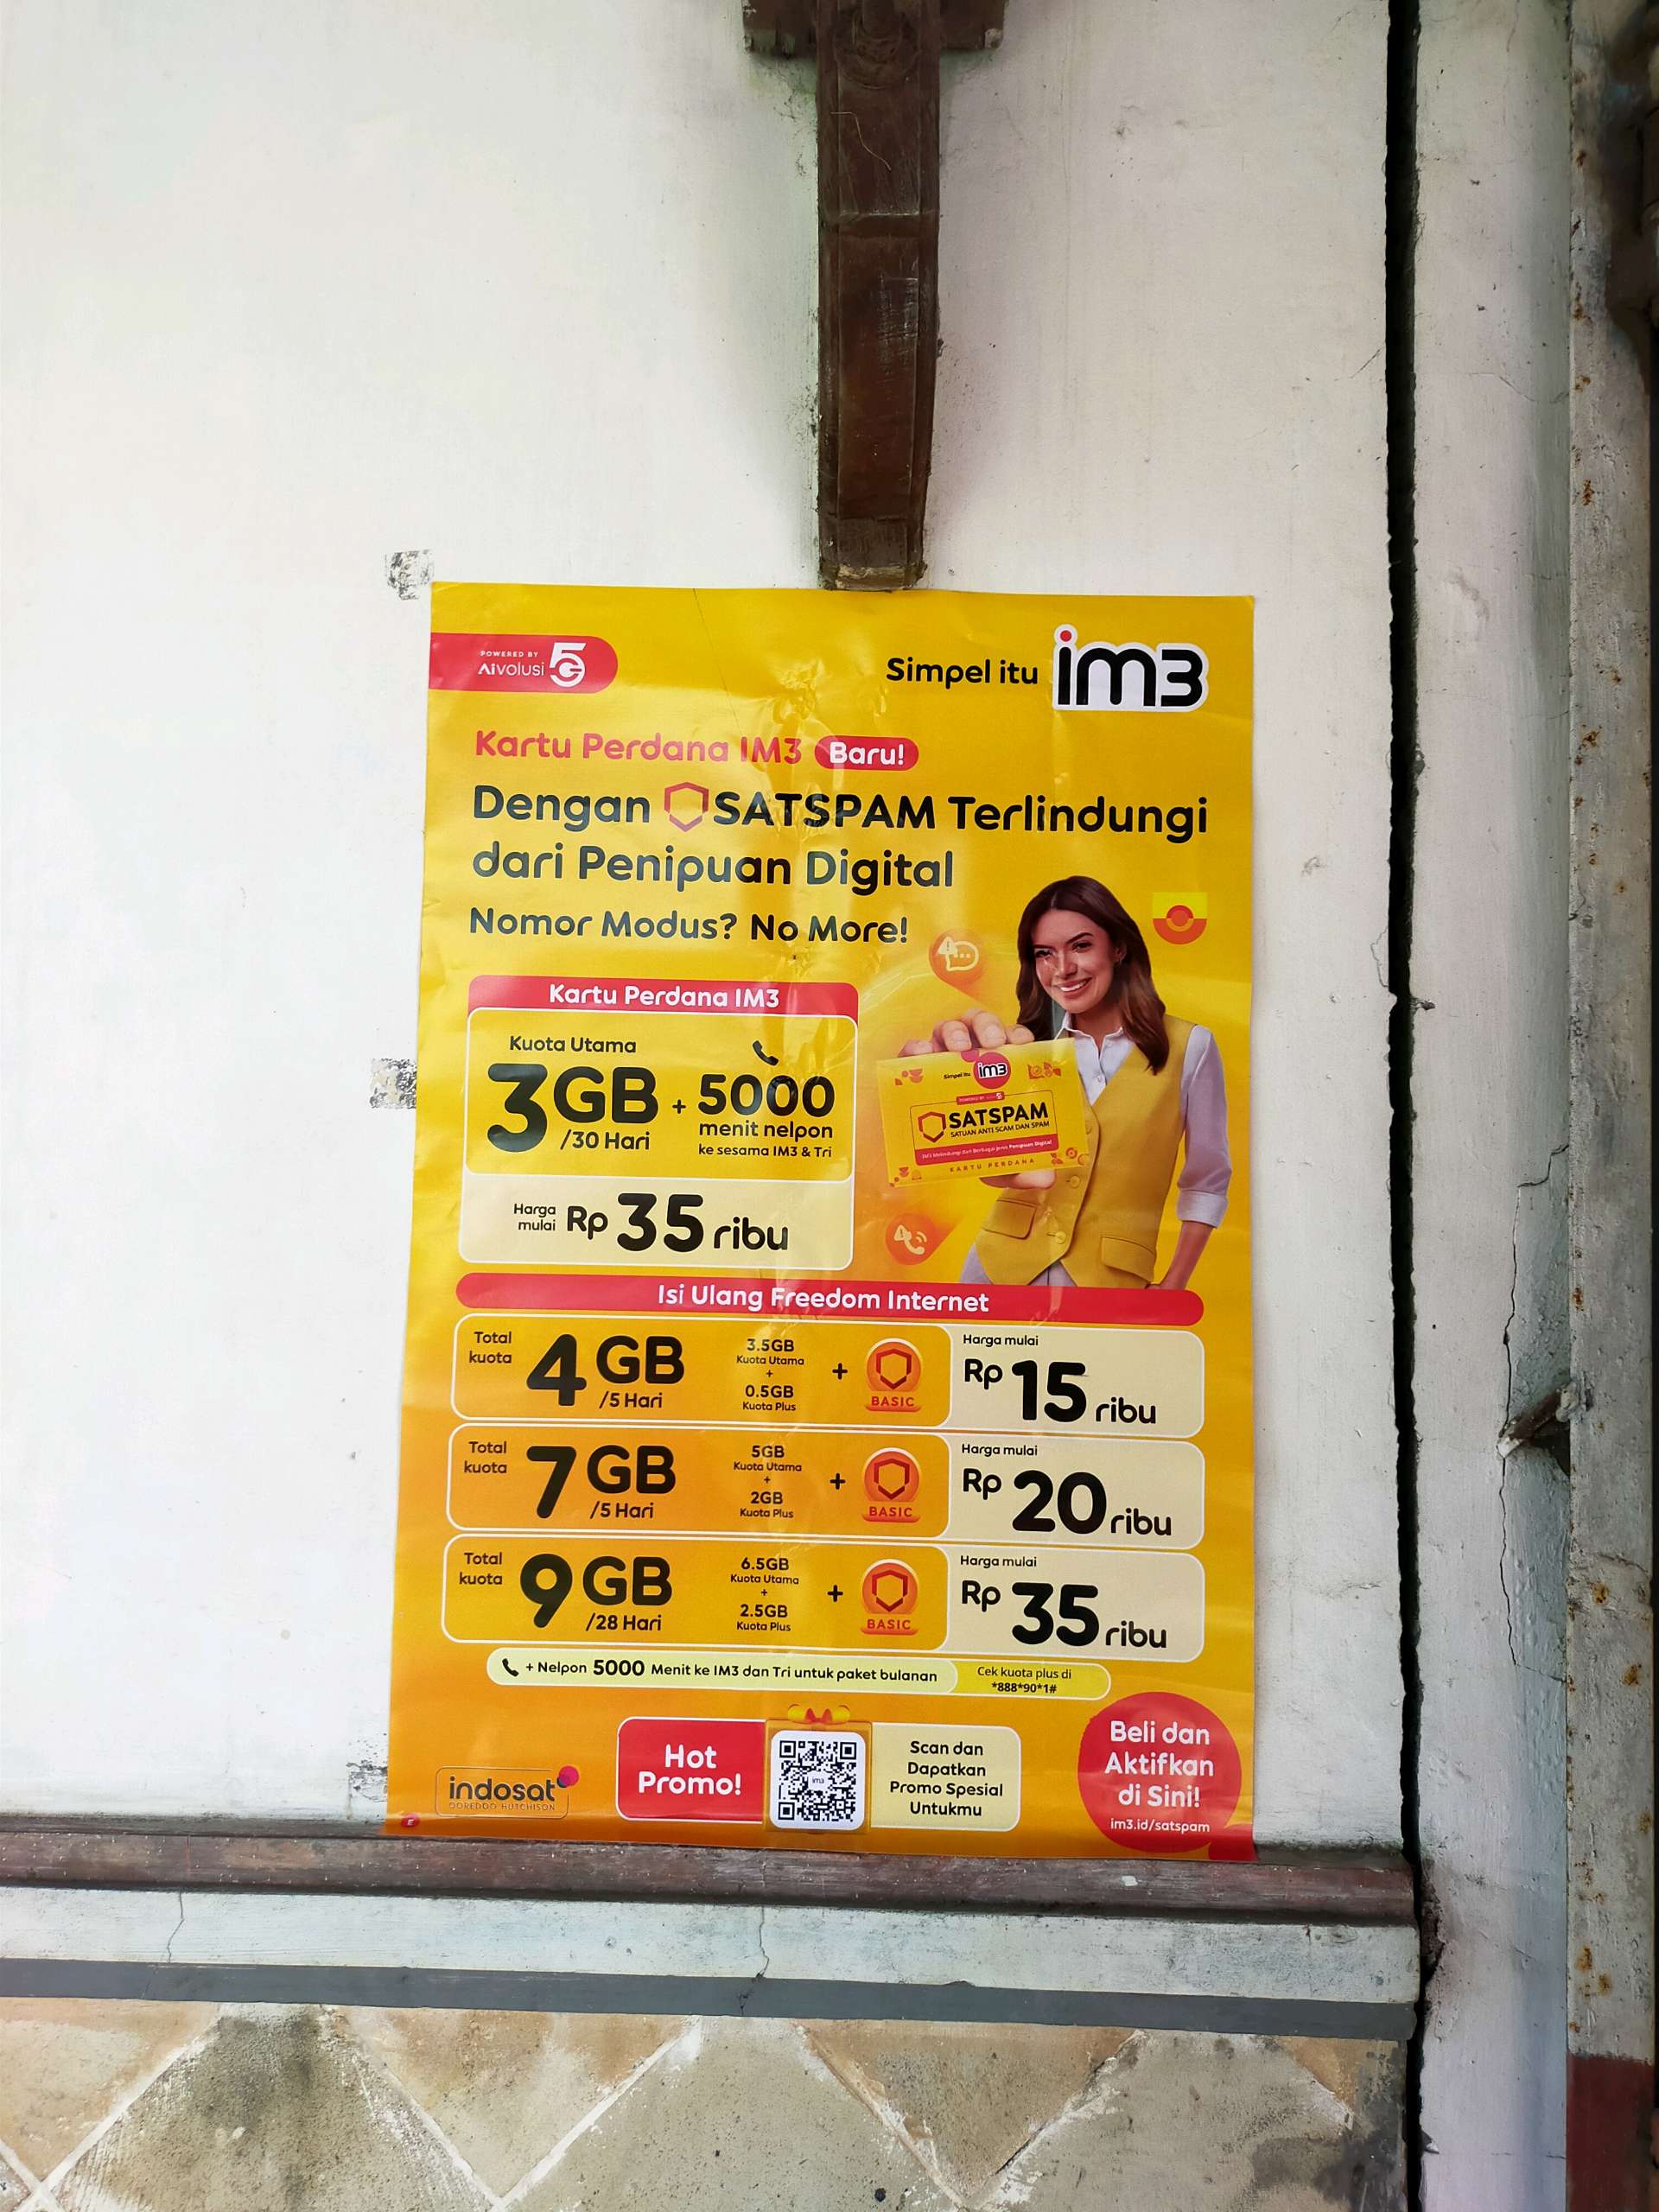 POWERED BY
AIvolusi 5G
Simpel itu im3
Kartu Perdana IM3 Baru!
Dengan SATSPAM Terlindungi
dari Penipuan Digital
Nomor Modus? No More!
Kartu Perdana IM3
Kuota Utama
3GB /30 Hari
+ 5000
menit nelpon
ke sesama IM3 & Tri
Harga mulai Rp 35 ribu
Simpel itu im3
SATSPAM
SATUAN ANTI SCAM DAN SPAM
KARTU PERDANA
Isi Ulang Freedom Internet
Total kuota
4GB /5 Hari
3.5GB
Kuota Utama
+
0.5GB
Kuota Plus
+ BASIC
Harga mulai
Rp 15 ribu
Total kuota
7GB /5 Hari
5GB
Kuota Utama
+
2GB
Kuota Plus
+ BASIC
Harga mulai
Rp 20 ribu
Total kuota
9GB /28 Hari
6.5GB
Kuota Utama
+
2.5GB
Kuota Plus
+ BASIC
Harga mulai
Rp 35 ribu
+ Nelpon 5000 Menit ke IM3 dan Tri untuk paket bulanan
Cek kuota plus di
*888*90*1#
indosat
OOREDOO HUTCHISON
Hot
Promo!
im3
Scan dan
Dapatkan
Promo Spesial
Untukmu
Beli dan
Aktifkan
di Sini!
im3.id/satspam
E